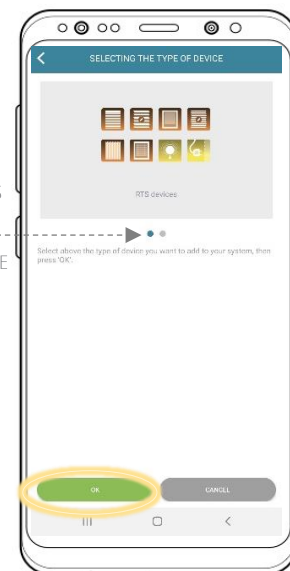 SELECTING THE TYPE OF DEVICE
RTS devices
S
E
Select above the type of device you want to add to your system, then
press 'OK'.
OK
CANCEL